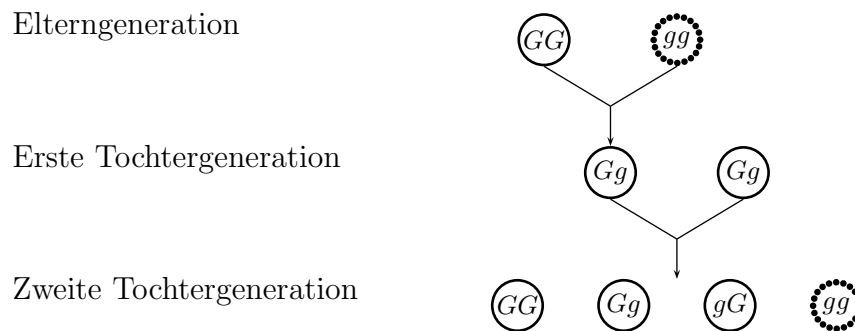 Elterngeneration GG gg
Erste Tochtergeneration Gg Gg
Zweite Tochtergeneration GG Gg gG gg